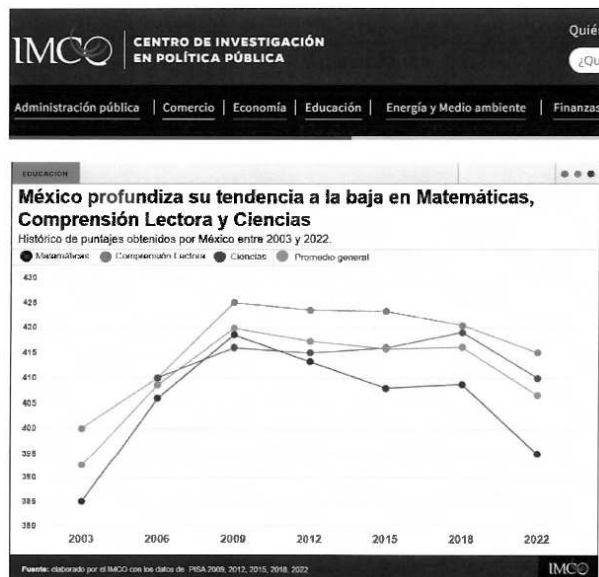 IMCO
CENTRO DE INVESTIGACIÓN
EN POLÍTICA PÚBLICA
Quié
¿Qu
Administración pública | Comercio | Economía | Educación | Energía y Medio ambiente | Finanzas
EDUCACIÓN
México profundiza su tendencia a la baja en Matemáticas,
Comprensión Lectora y Ciencias
Histórico de puntajes obtenidos por México entre 2003 y 2022.
Matemáticas Comprensión Lectora Ciencias Promedio general
430
425
420
415
410
405
400
395
390
385
380
2003 2006 2009 2012 2015 2018 2022
Fuente: elaborado por el IMCO con los datos de PISA 2009, 2012, 2015, 2018, 2022
IMCO